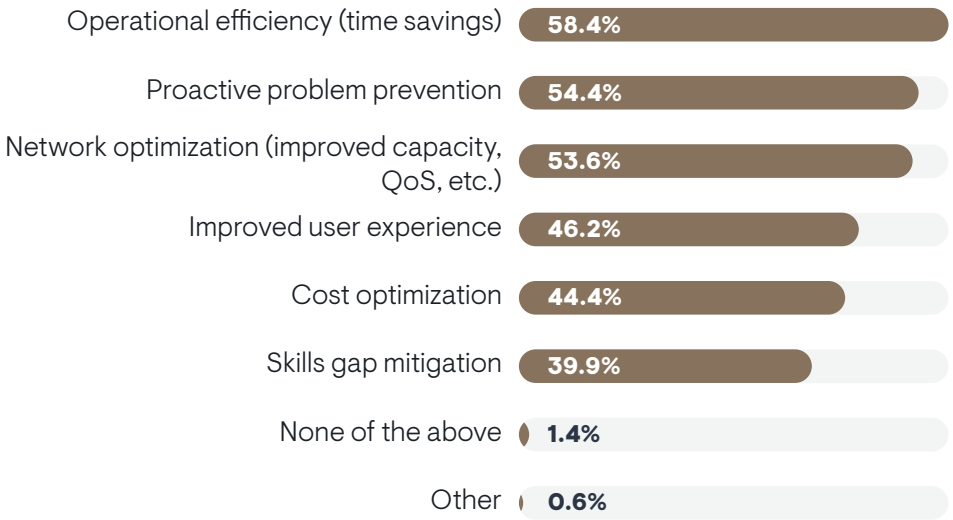 Operational efficiency (time savings) 58.4%
Proactive problem prevention 54.4%
Network optimization (improved capacity,
QoS, etc.) 53.6%
Improved user experience 46.2%
Cost optimization 44.4%
Skills gap mitigation 39.9%
None of the above 1.4%
Other 0.6%